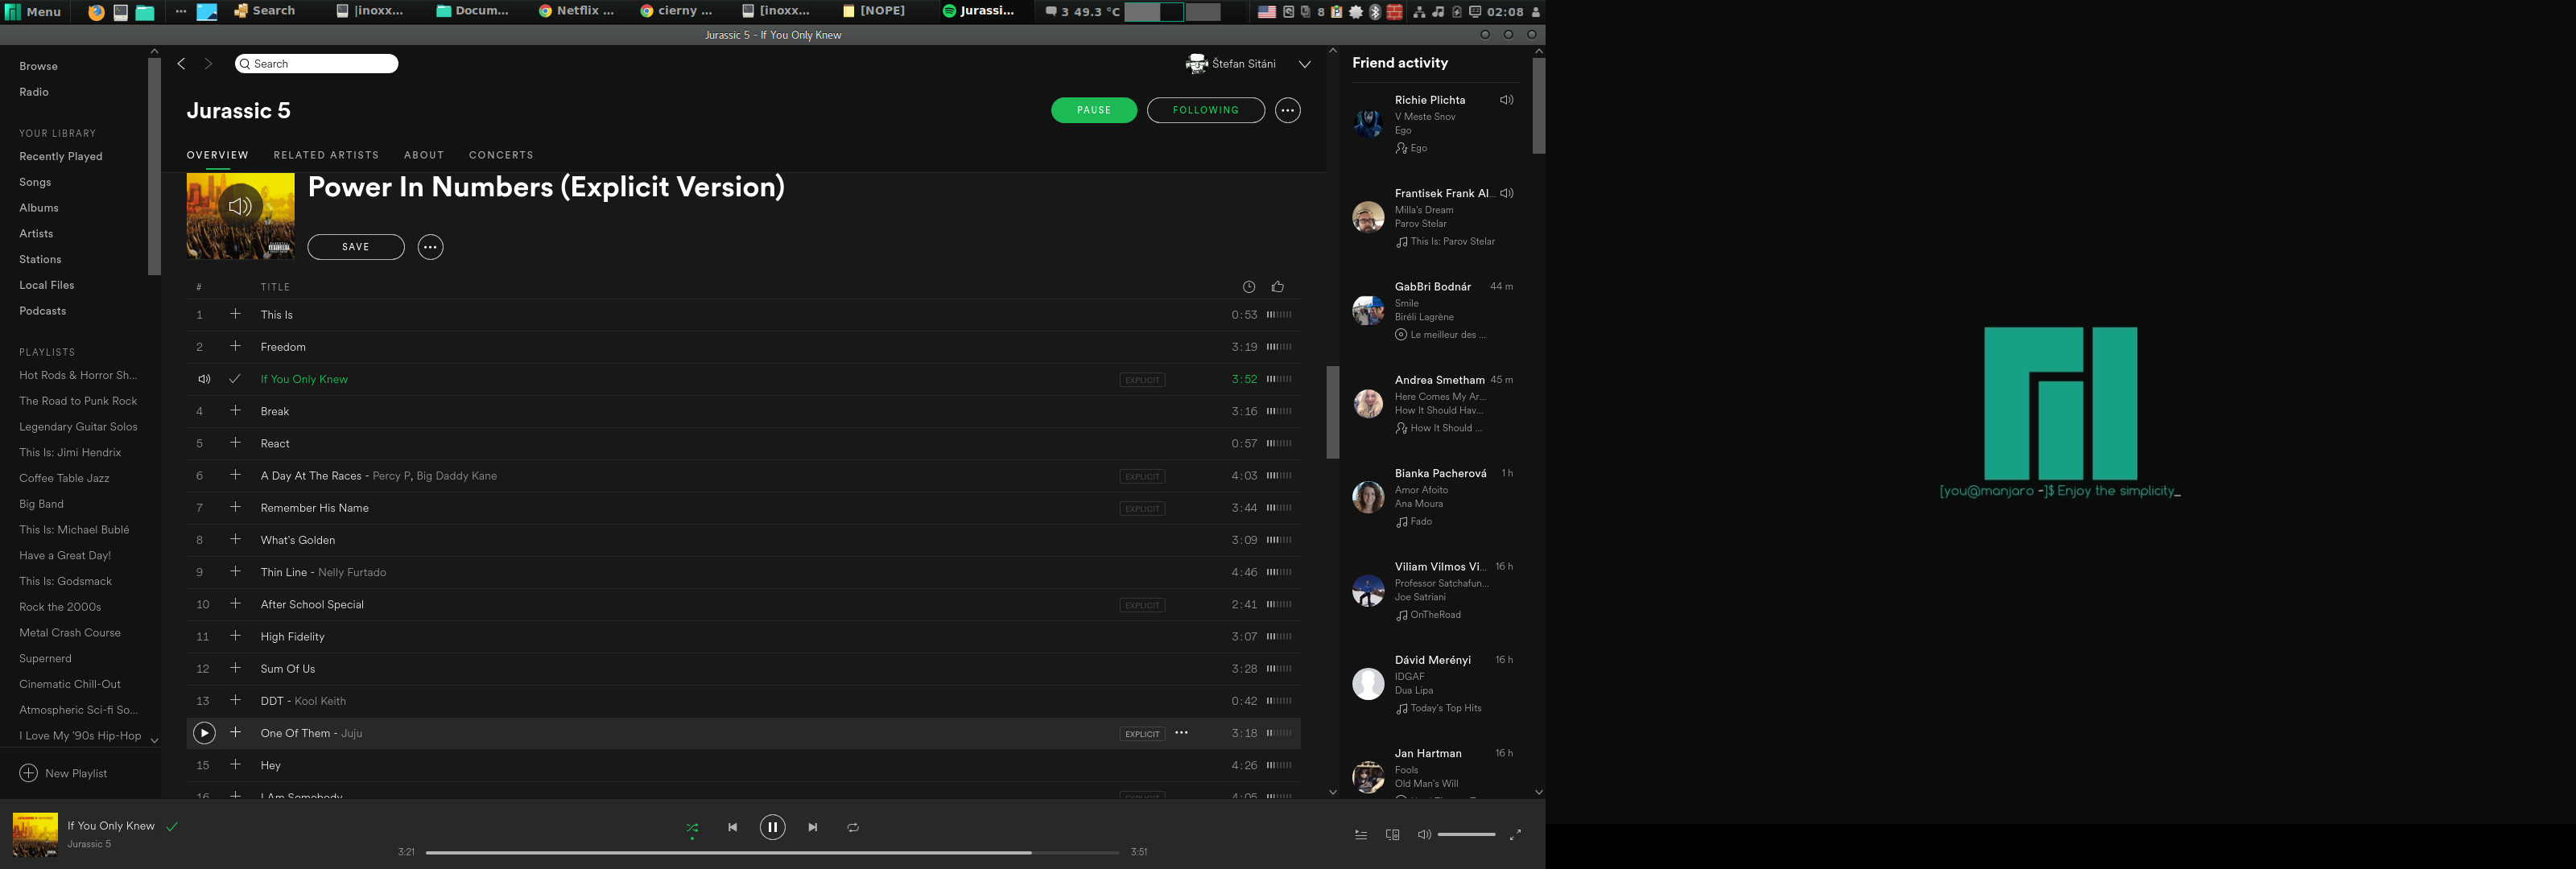 Menu
Search
|inoxx...
Docum...
Netflix ...
cierny ...
[inoxx...
[NOPE]
Jurassi...
3 49.3 °C
8
02:08
Jurassic 5 - If You Only Knew
Browse
Radio
YOUR LIBRARY
Recently Played
Songs
Albums
Artists
Stations
Local Files
Podcasts
PLAYLISTS
Hot Rods & Horror Sh...
The Road to Punk Rock
Legendary Guitar Solos
This Is: Jimi Hendrix
Coffee Table Jazz
Big Band
This Is: Michael Bublé
Have a Great Day!
This Is: Godsmack
Rock the 2000s
Metal Crash Course
Supernerd
Cinematic Chill-Out
Atmospheric Sci-fi So...
I Love My '90s Hip-Hop
New Playlist
Search
Štefan Sitáni
Jurassic 5
PAUSE
FOLLOWING
OVERVIEW RELATED ARTISTS ABOUT CONCERTS
Power In Numbers (Explicit Version)
SAVE
# TITLE
1 This Is 0:53
2 Freedom 3:19
If You Only Knew EXPLICIT 3:52
4 Break 3:16
5 React 0:57
6 A Day At The Races - Percy P, Big Daddy Kane EXPLICIT 4:03
7 Remember His Name EXPLICIT 3:44
8 What's Golden 3:09
9 Thin Line - Nelly Furtado 4:46
10 After School Special EXPLICIT 2:41
11 High Fidelity 3:07
12 Sum Of Us 3:28
13 DDT - Kool Keith 0:42
One Of Them - Juju EXPLICIT 3:18
15 Hey 4:26
16 I Am Somebody EXPLICIT 4:05
Friend activity
Richie Plichta
V Meste Snov
Ego
Ego
Frantisek Frank Al...
Milla's Dream
Parov Stelar
This Is: Parov Stelar
GabBri Bodnár 44 m
Smile
Biréli Lagrène
Le meilleur des ...
Andrea Smetham 45 m
Here Comes My Ar...
How It Should Hav...
How It Should ...
Bianka Pacherová 1 h
Amor Afoito
Ana Moura
Fado
Viliam Vilmos Vi... 16 h
Professor Satchafun...
Joe Satriani
OnTheRoad
Dávid Merényi 16 h
IDGAF
Dua Lipa
Today's Top Hits
Jan Hartman 16 h
Fools
Old Man's Will
If You Only Knew
Jurassic 5
3:21
3:51
[you@manjaro ~]$ Enjoy the simplicity_